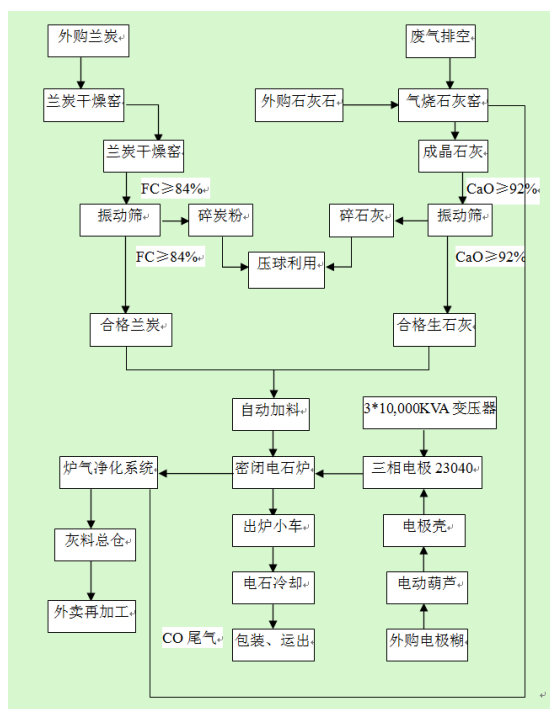 外购兰炭
废气排空
兰炭干燥窑
外购石灰石
气烧石灰窑
兰炭干燥窑
成晶石灰
FC≥84%
CaO≥92%
振动筛
碎炭粉
碎石灰
振动筛
FC≥84%
压球利用
CaO≥92%
合格兰炭
合格生石灰
自动加料
3*10,000KVA 变压器
炉气净化系统
密闭电石炉
三相电极 23040
灰料总仓
出炉小车
电极壳
电石冷却
电动葫芦
外卖再加工
CO 尾气
包装、运出
外购电极糊